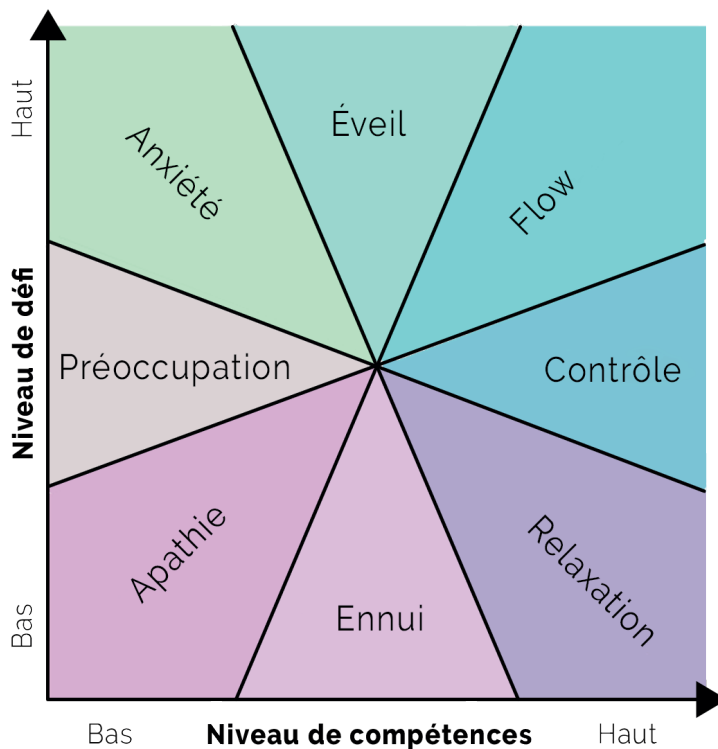 Haut
Éveil
Anxiété
Flow
Niveau de défi
Préoccupation
Contrôle
Apathie
Relaxation
Ennui
Bas
Bas
Niveau de compétences
Haut